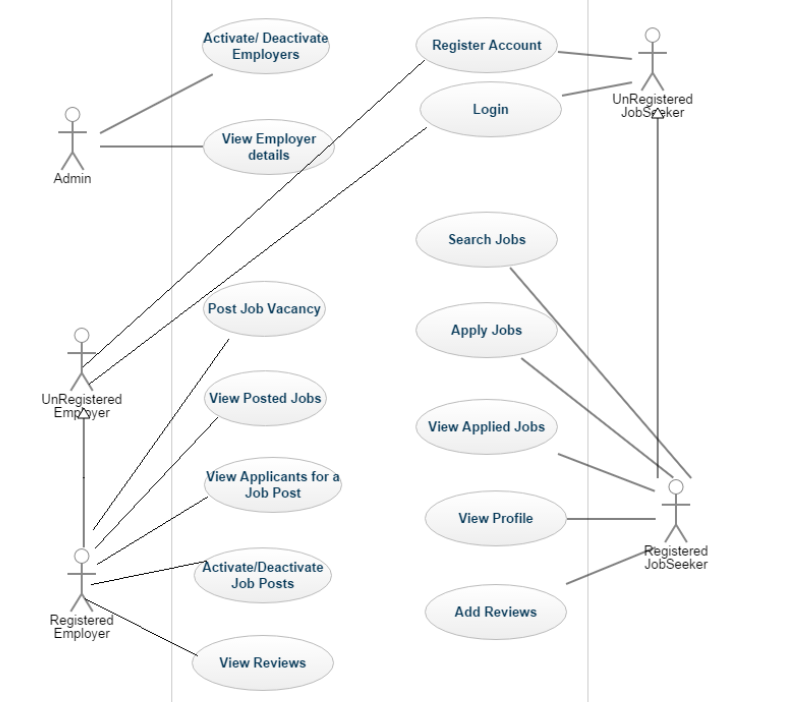 Activate/ Deactivate
Employers
Register Account
UnRegistered
JobSeeker
Login
View Employer
details
Admin
Search Jobs
Post Job Vacancy
Apply Jobs
UnRegistered
Employer
View Posted Jobs
View Applied Jobs
View Applicants for a
Job Post
View Profile
Registered
JobSeeker
Activate/Deactivate
Job Posts
Add Reviews
Registered
Employer
View Reviews